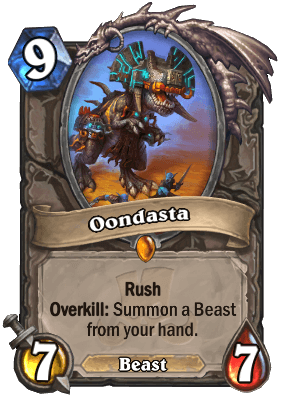 9
Oondasta
Rush
Overkill: Summon a Beast
from your hand.
7
Beast
7